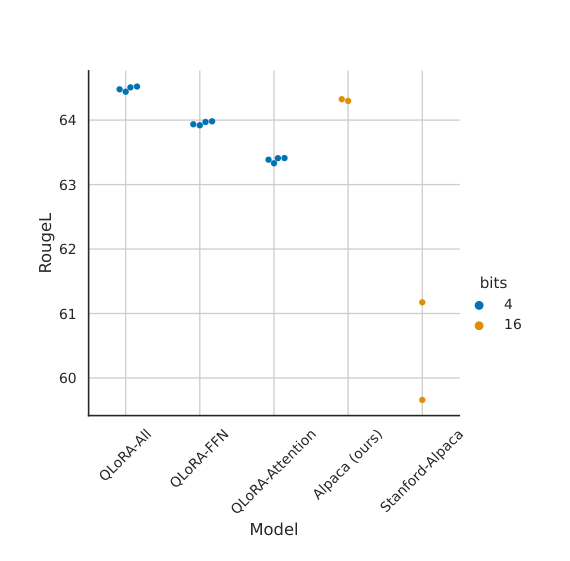 64
63
62
61
60
RougeL
bits
4
16
QLoRA-All
QLoRA-FFN
QLoRA-Attention
Alpaca (ours)
Stanford-Alpaca
Model